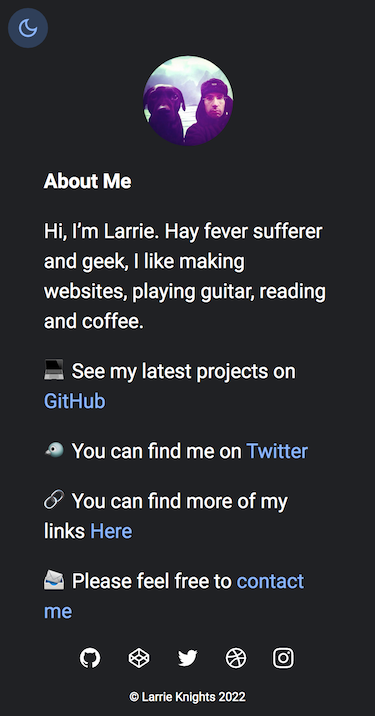 About Me
Hi, I’m Larrie. Hay fever sufferer
and geek, I like making
websites, playing guitar, reading
and coffee.
💻 See my latest projects on
GitHub
🐦 You can find me on Twitter
🔗 You can find more of my
links Here
📨 Please feel free to contact
me
© Larrie Knights 2022